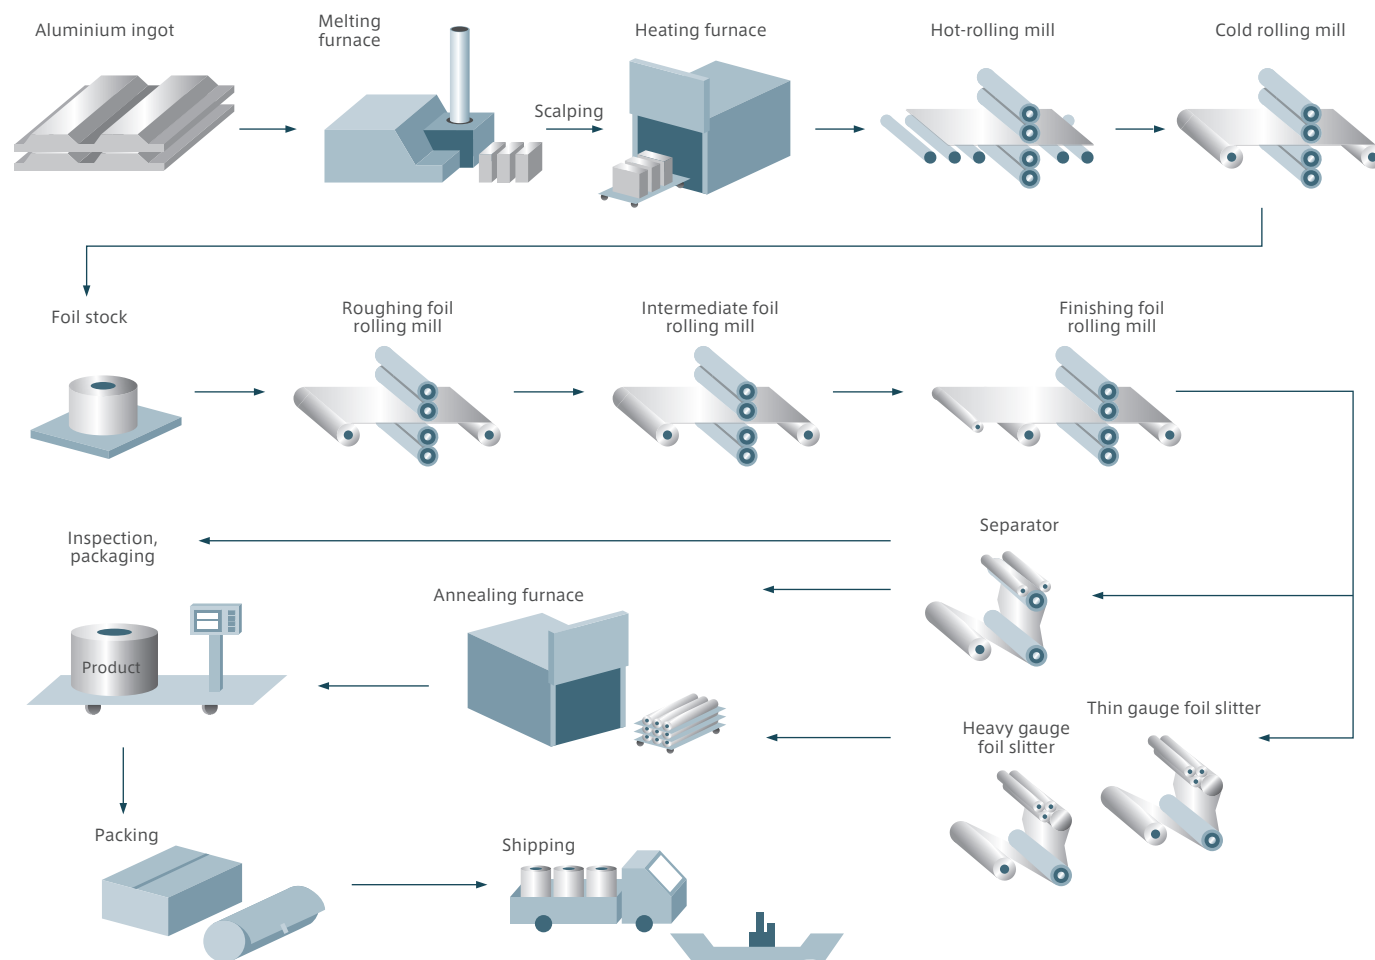 Aluminium ingot
Melting
furnace
Scalping
Heating furnace
Hot-rolling mill
Cold rolling mill
Foil stock
Roughing foil
rolling mill
Intermediate foil
rolling mill
Finishing foil
rolling mill
Separator
Inspection,
packaging
Annealing furnace
Product
Thin gauge foil slitter
Heavy gauge
foil slitter
Packing
Shipping